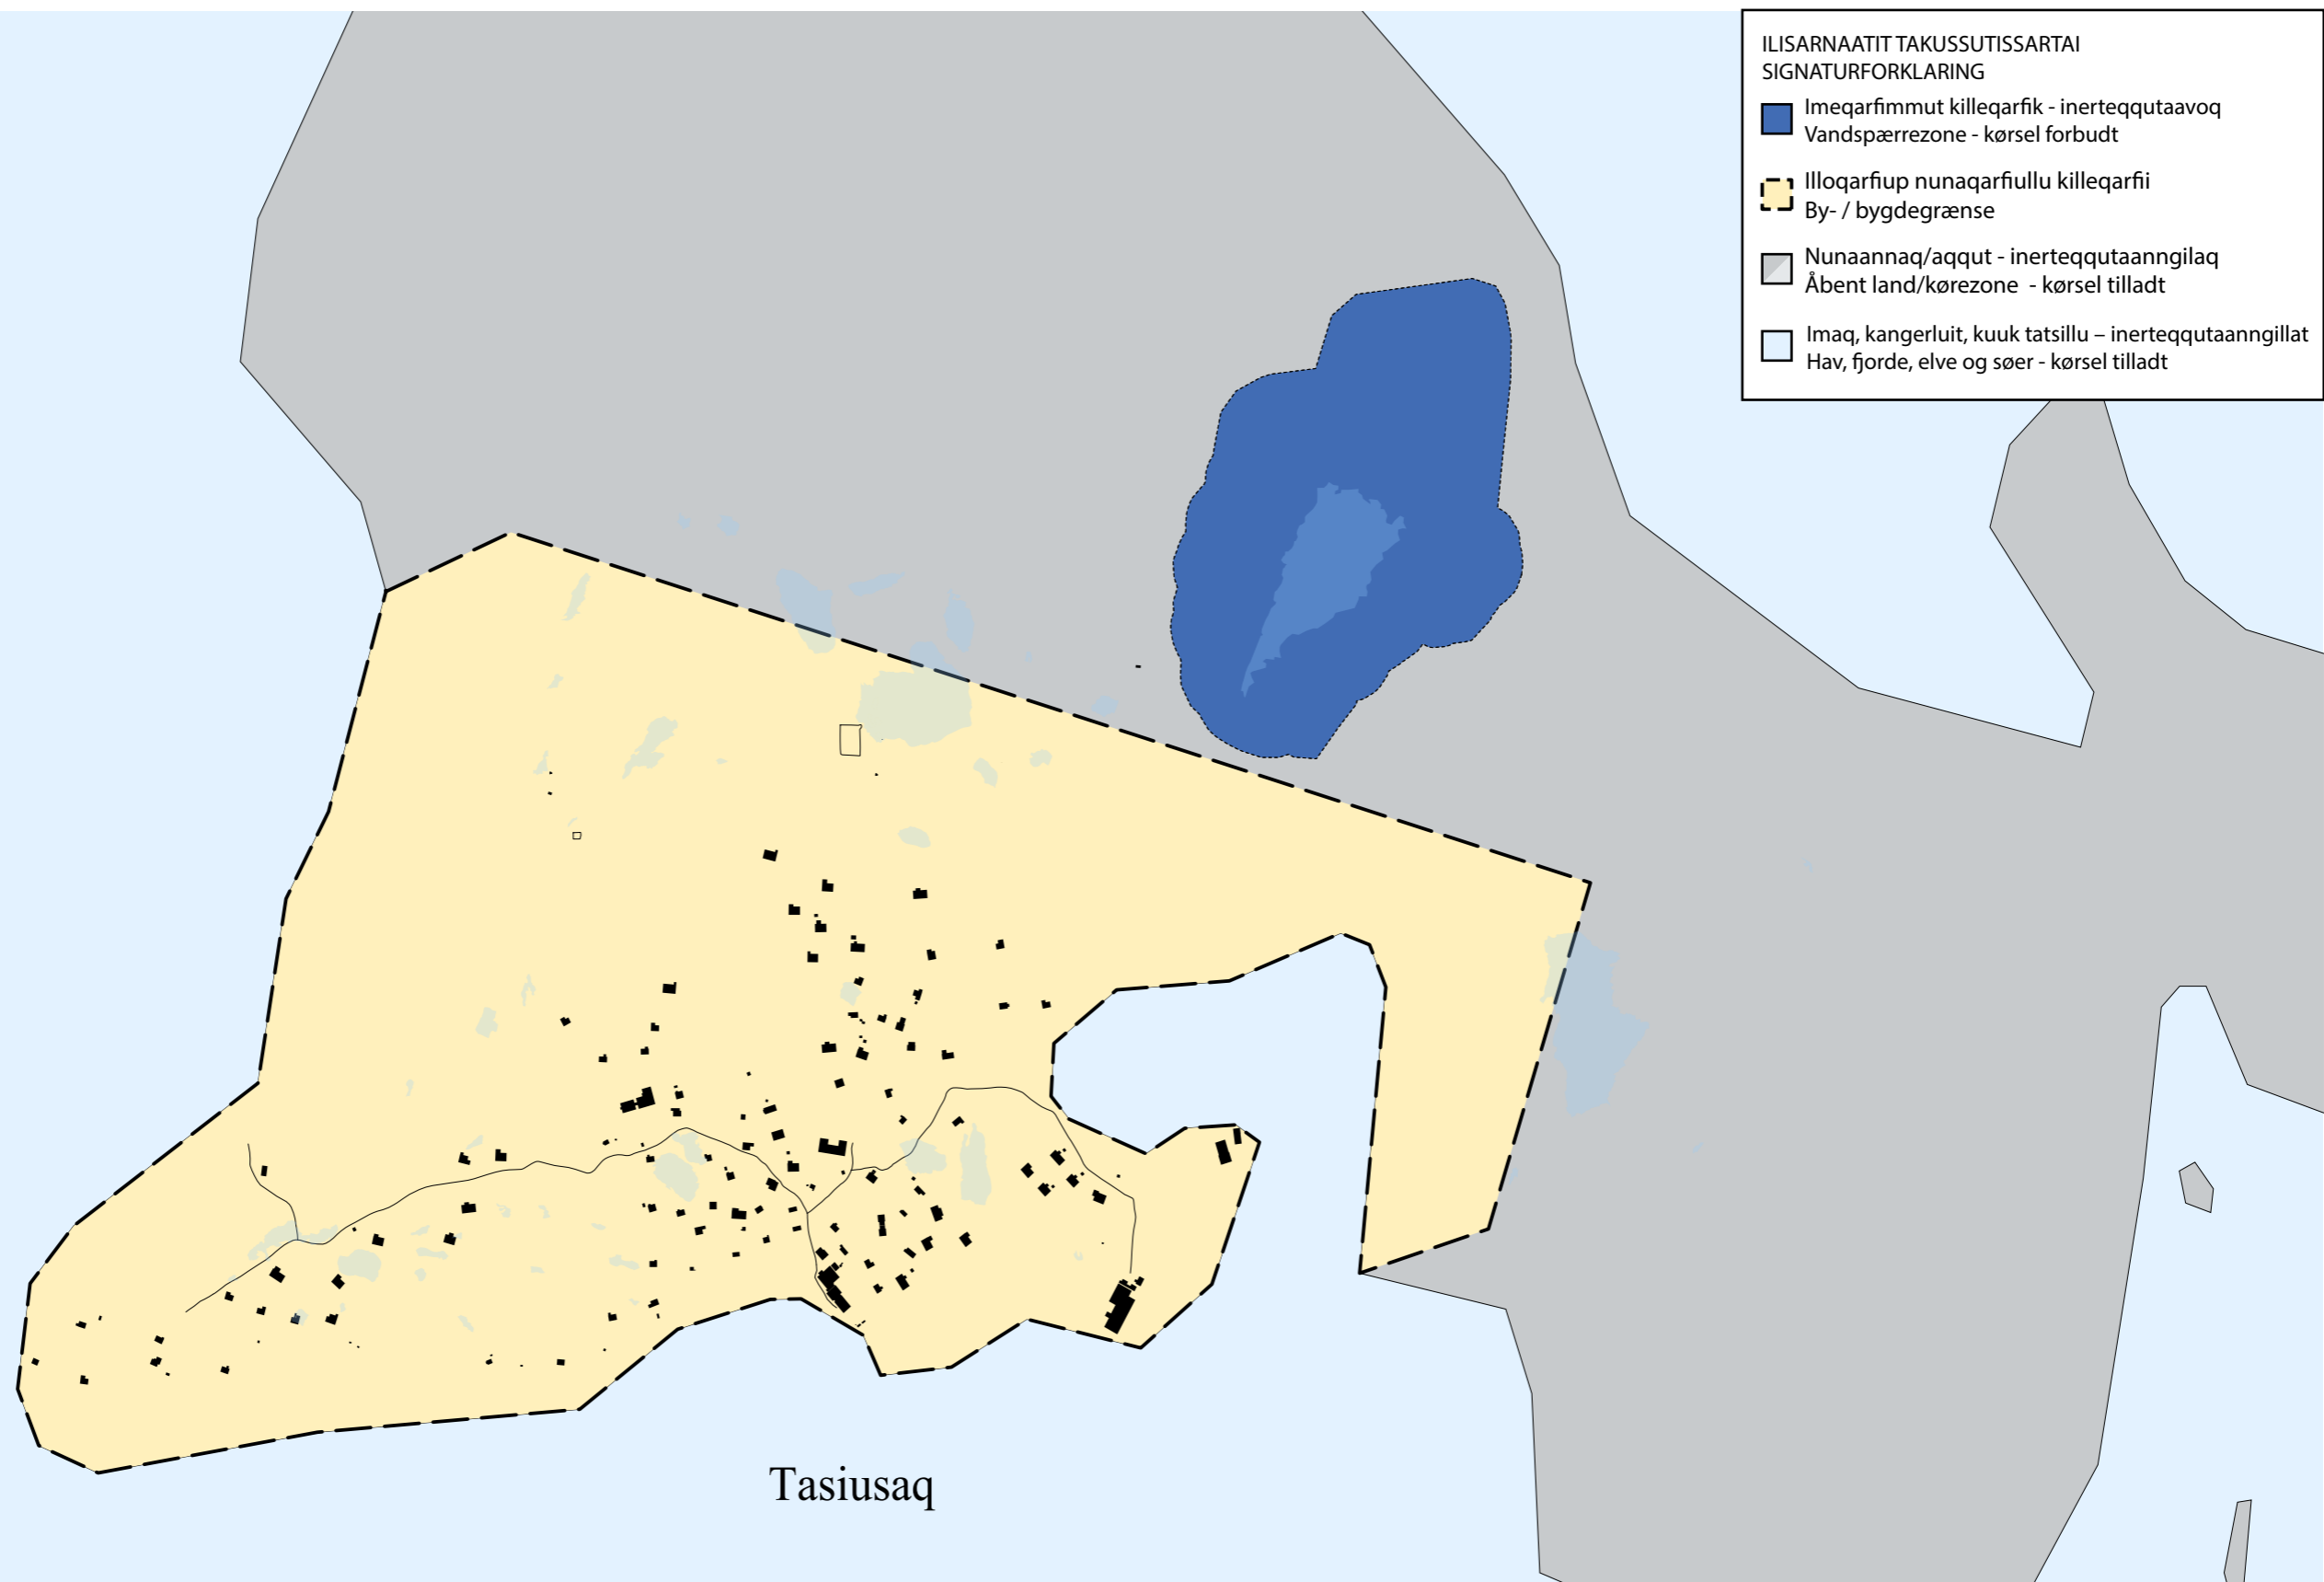 ILISARNAATIT TAKUSSUTISSARTAI
SIGNATURFORKLARING
Imeqarfimmut killeqarfik - inerteqqutaavoq
Vandspærrezone - kørsel forbudt
Illoqarfiup nunaqarfiullu killeqarfii
By- / bygdegrænse
Nunaannaq/aqqut - inerteqqutaanngilaq
Åbent land/kørezone - kørsel tilladt
Imaq, kangerluit, kuuk tatsillu – inerteqqutaanngillat
Hav, fjorde, elve og søer - kørsel tilladt
Tasiusaq